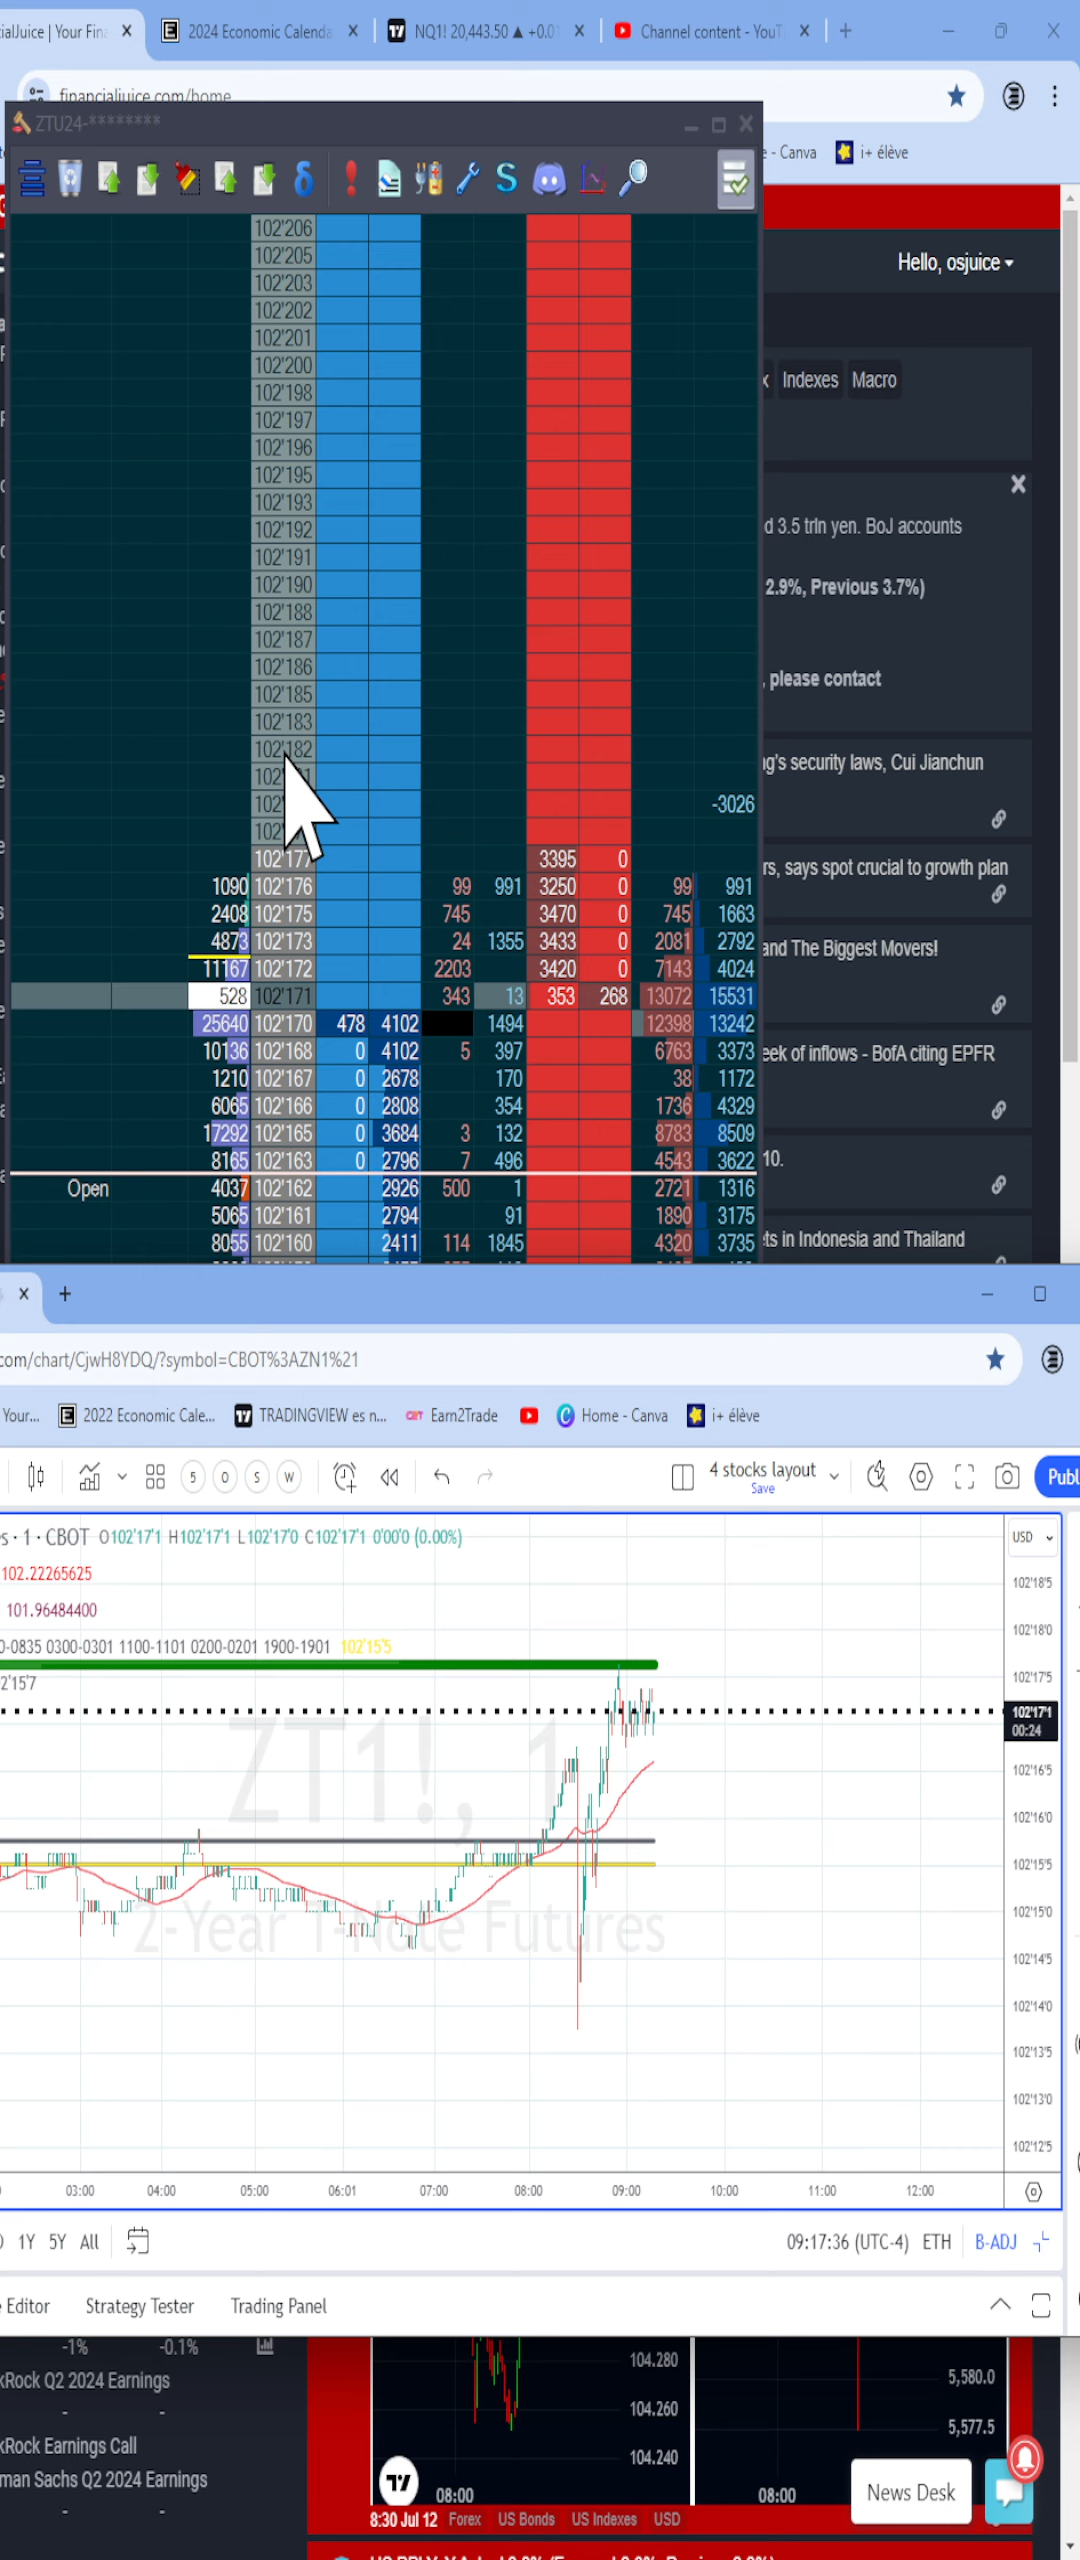 ialJuice | Your Fin
2024 Economic Calenda
NQ1! 20,443.50 ▲ +0.0
Channel content - YouT
financialjuice.com/home
ZTU24-********
e - Canva
i+ élève
Hello, osjuice
Indexes
Macro
d 3.5 trln yen. BoJ accounts
2.9%, Previous 3.7%)
, please contact
ng's security laws, Cui Jianchun
rs, says spot crucial to growth plan
and The Biggest Movers!
eek of inflows - BofA citing EPFR
10.
ts in Indonesia and Thailand
102'206
102'205
102'203
102'202
102'201
102'200
102'198
102'197
102'196
102'195
102'193
102'192
102'191
102'190
102'188
102'187
102'186
102'185
102'183
102'182
-3026
102'177 3395 0
1090 102'176 99 991 3250 0 99 991
2408 102'175 745 3470 0 745 1663
4873 102'173 24 1355 3433 0 2081 2792
11167 102'172 2203 3420 0 7143 4024
528 102'171 343 13 353 268 13072 15531
25640 102'170 478 4102 1494 12398 13242
10136 102'168 0 4102 5 397 6763 3373
1210 102'167 0 2678 170 38 1172
6065 102'166 0 2808 354 1736 4329
17292 102'165 0 3684 3 132 8783 8509
8165 102'163 0 2796 7 496 4543 3622
Open 4037 102'162 2926 500 1 2721 1316
5065 102'161 2794 91 1890 3175
8055 102'160 2411 114 1845 4320 3735
com/chart/CjwH8YDQ/?symbol=CBOT%3AZN1%21
Your...
2022 Economic Cale...
TRADINGVIEW es n...
Earn2Trade
Home - Canva
i+ élève
5 O S W
4 stocks layout
Save
Publ
s · 1 · CBOT O102'17'1 H102'17'1 L102'17'0 C102'17'1 0'00'0 (0.00%)
USD
102.22265625
101.96484400
0-0835 0300-0301 1100-1101 0200-0201 1900-1901 102'15'5
2'15'7
ZT1!, 1
2-Year T-Note Futures
102'18'5
102'18'0
102'17'5
102'17'1
00:24
102'16'5
102'16'0
102'15'5
102'15'0
102'14'5
102'14'0
102'13'5
102'13'0
102'12'5
03:00 04:00 05:00 06:01 07:00 08:00 09:00 10:00 11:00 12:00
1Y 5Y All
09:17:36 (UTC-4) ETH B-ADJ
Editor
Strategy Tester
Trading Panel
-1% -0.1%
kRock Q2 2024 Earnings
- -
kRock Earnings Call
man Sachs Q2 2024 Earnings
- -
104.280
104.260
104.240
08:00
5,580.0
5,577.5
08:00
News Desk
8:30 Jul 12 Forex US Bonds US Indexes USD